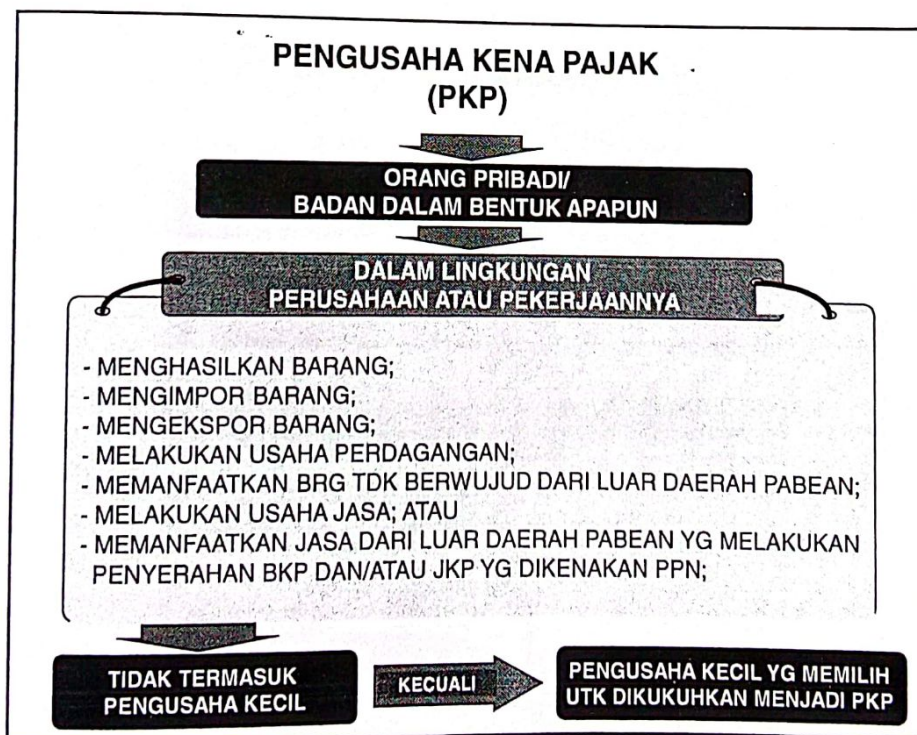 PENGUSAHA KENA PAJAK
(PKP)
ORANG PRIBADI/
BADAN DALAM BENTUK APAPUN
DALAM LINGKUNGAN
PERUSAHAAN ATAU PEKERJAANNYA
- MENGHASILKAN BARANG;
- MENGIMPOR BARANG;
- MENGEKSPOR BARANG;
- MELAKUKAN USAHA PERDAGANGAN;
- MEMANFAATKAN BRG TDK BERWUJUD DARI LUAR DAERAH PABEAN;
- MELAKUKAN USAHA JASA; ATAU
- MEMANFAATKAN JASA DARI LUAR DAERAH PABEAN YG MELAKUKAN
PENYERAHAN BKP DAN/ATAU JKP YG DIKENAKAN PPN;
TIDAK TERMASUK
PENGUSAHA KECIL
KECUALI
PENGUSAHA KECIL YG MEMILIH
UTK DIKUKUHKAN MENJADI PKP